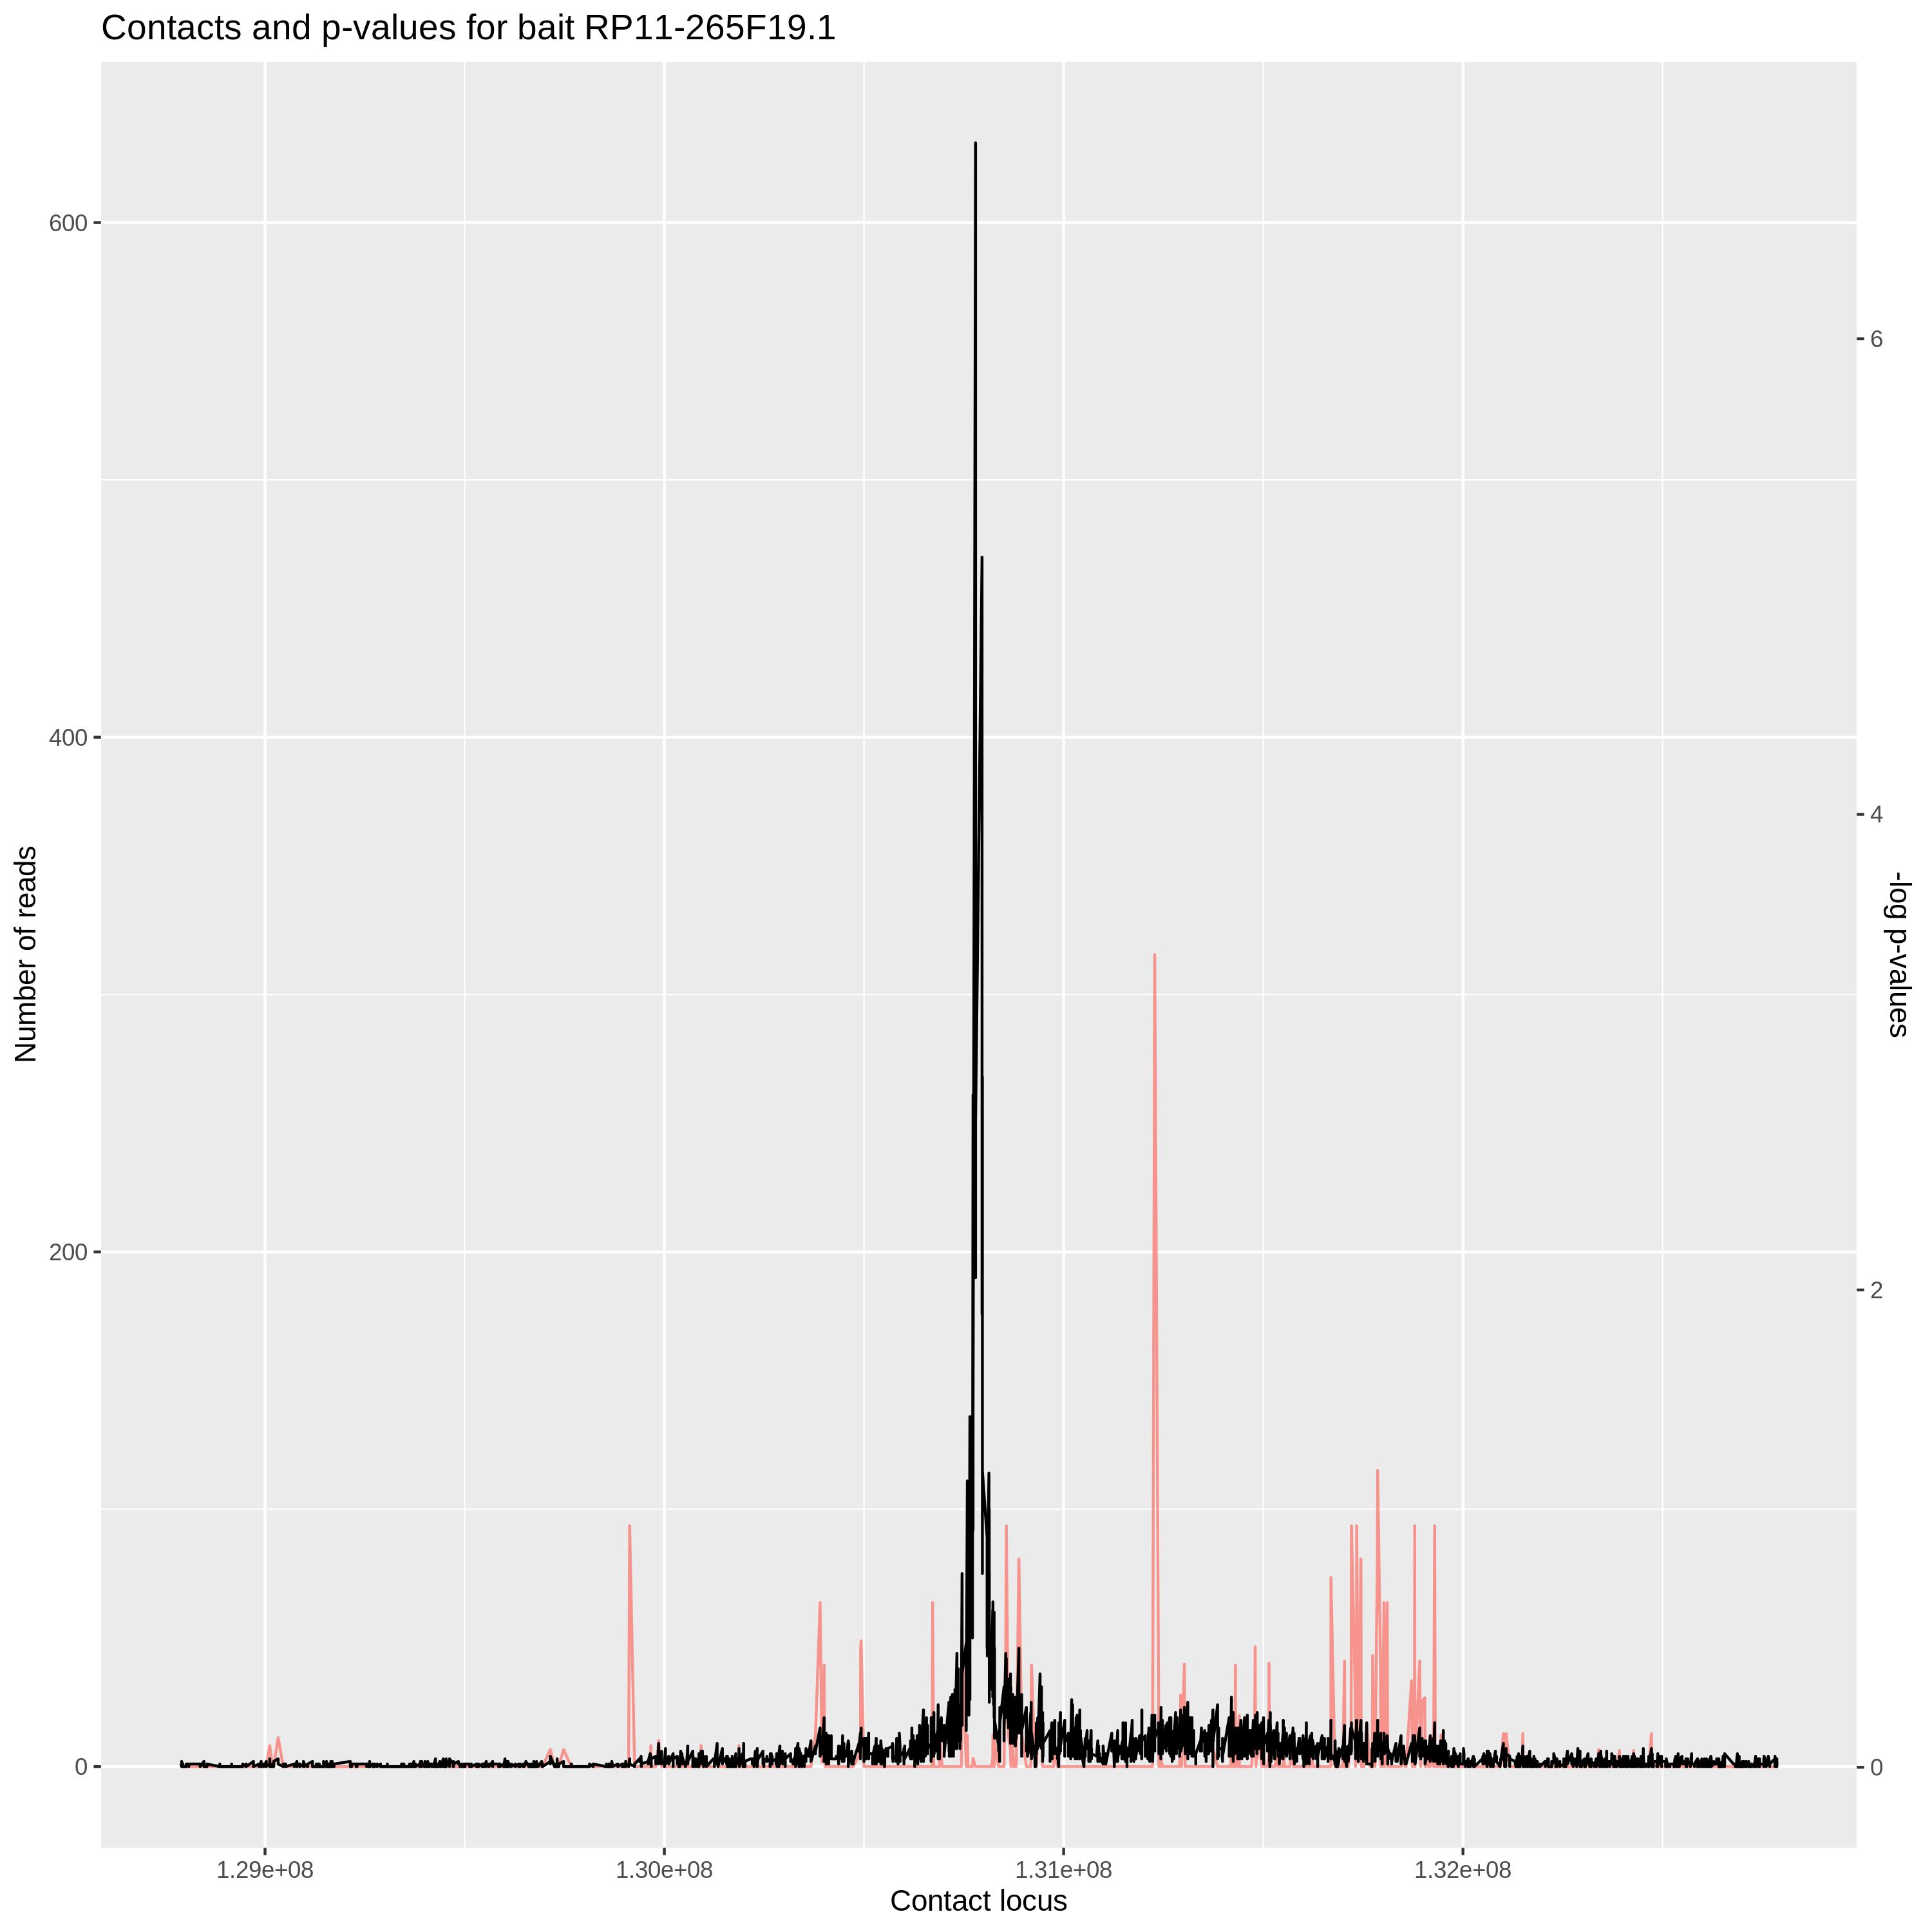 Contacts and p-values for bait RP11-265F19.1
600
400
200
0
Number of reads
6
4
2
0
-log p-values
1.29e+08
1.30e+08
1.31e+08
1.32e+08
Contact locus